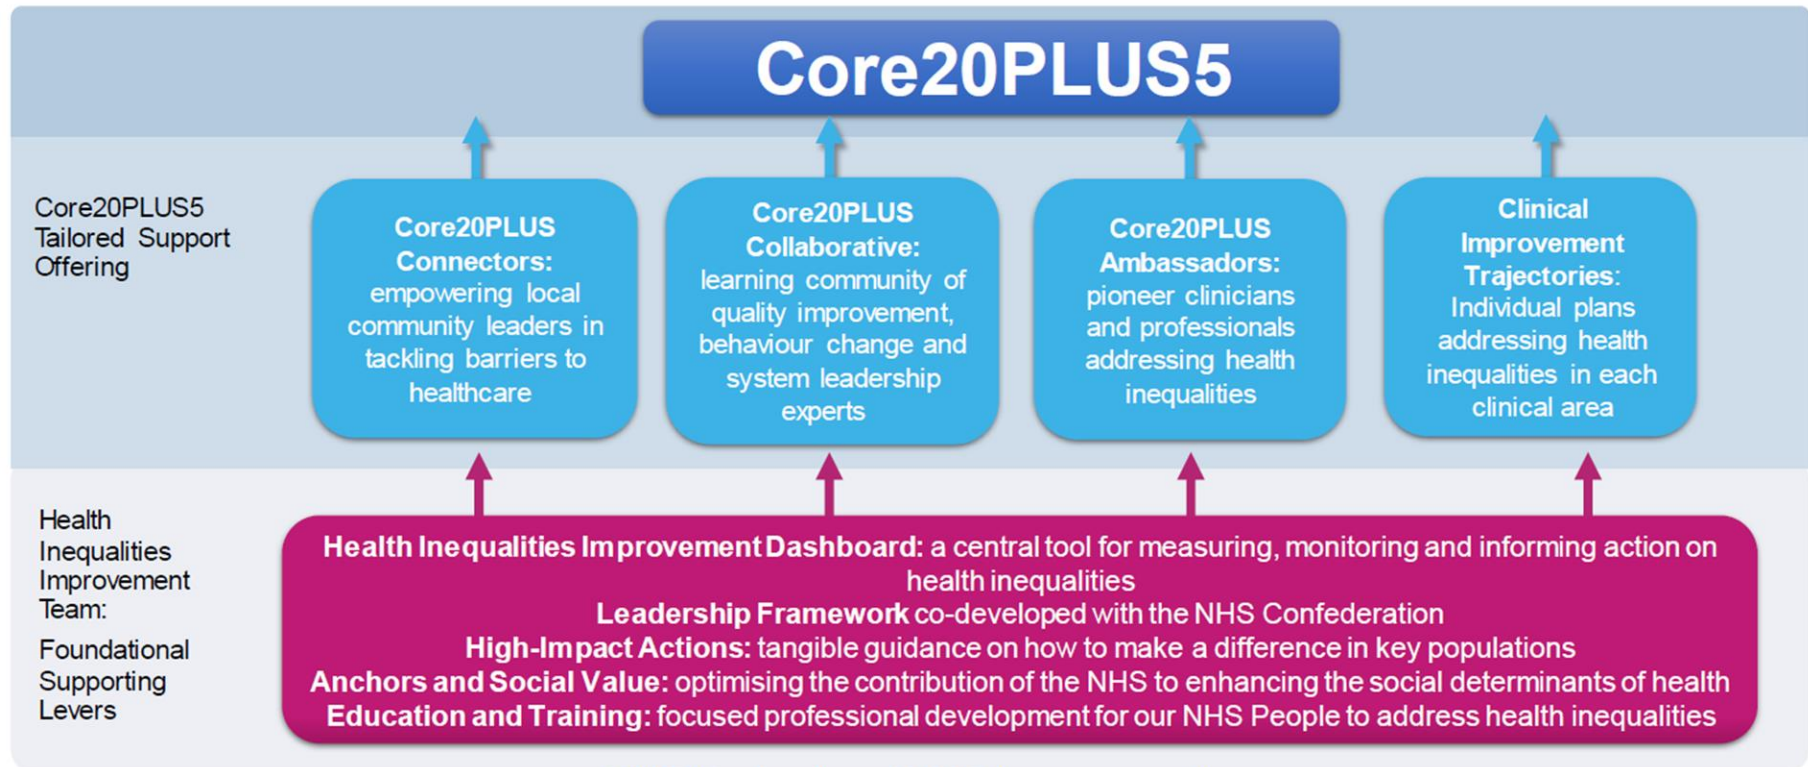 Core20PLUS5
Core20PLUS5
Tailored Support
Offering
Core20PLUS
Connectors:
empowering local
community leaders in
tackling barriers to
healthcare
Core20PLUS
Collaborative:
learning community of
quality improvement,
behaviour change and
system leadership
experts
Core20PLUS
Ambassadors:
pioneer clinicians
and professionals
addressing health
inequalities
Clinical
Improvement
Trajectories:
Individual plans
addressing health
inequalities in each
clinical area
Health
Inequalities
Improvement
Team:
Foundational
Supporting
Levers
Health Inequalities Improvement Dashboard: a central tool for measuring, monitoring and informing action on
health inequalities
Leadership Framework co-developed with the NHS Confederation
High-Impact Actions: tangible guidance on how to make a difference in key populations
Anchors and Social Value: optimising the contribution of the NHS to enhancing the social determinants of health
Education and Training: focused professional development for our NHS People to address health inequalities